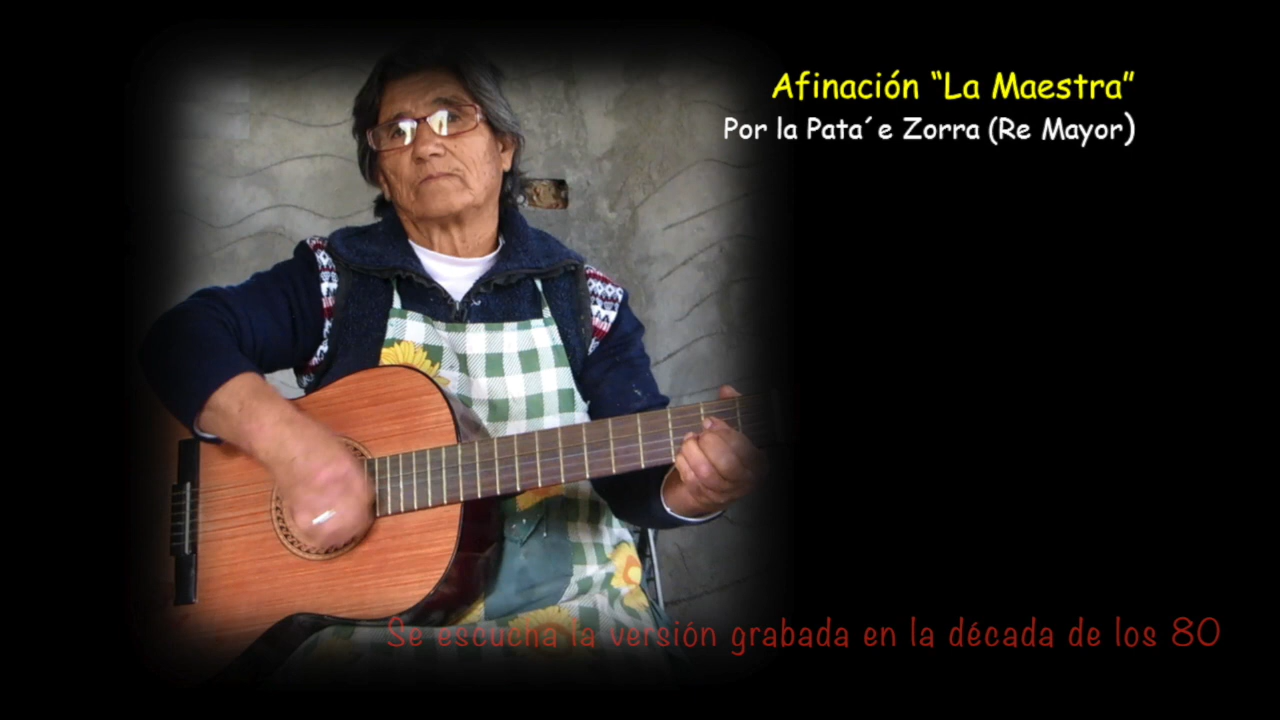 Afinación “La Maestra”
Por la Pata´e Zorra (Re Mayor)
Se escucha la versión grabada en la década de los 80